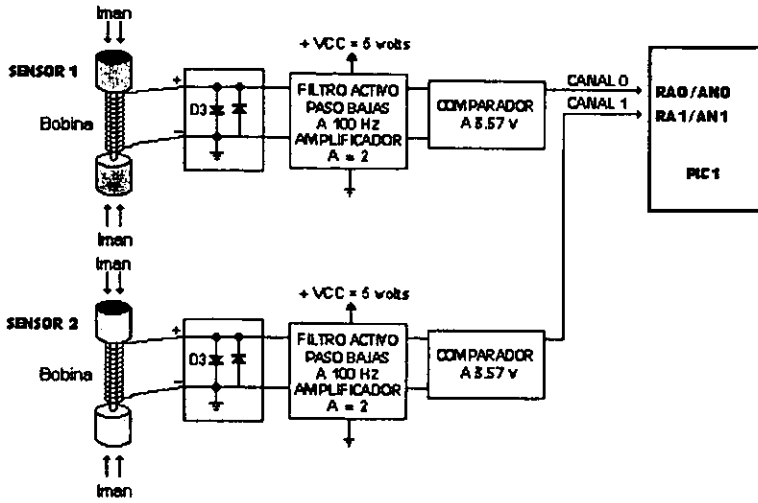 Iman
SENSOR 1
+
Bobina
−
Iman
D3
+ VCC = 5 volts
FILTRO ACTIVO
PASO BAJAS
A 100 Hz
AMPLIFICADOR
A = 2
COMPARADOR
A 3.57 V
CANAL 0
CANAL 1
RA0/AN0
RA1/AN1
PIC1
Iman
SENSOR 2
+
Bobina
−
Iman
D3
+ VCC = 5 volts
FILTRO ACTIVO
PASO BAJAS
A 100 Hz
AMPLIFICADOR
A = 2
COMPARADOR
A 3.57 V